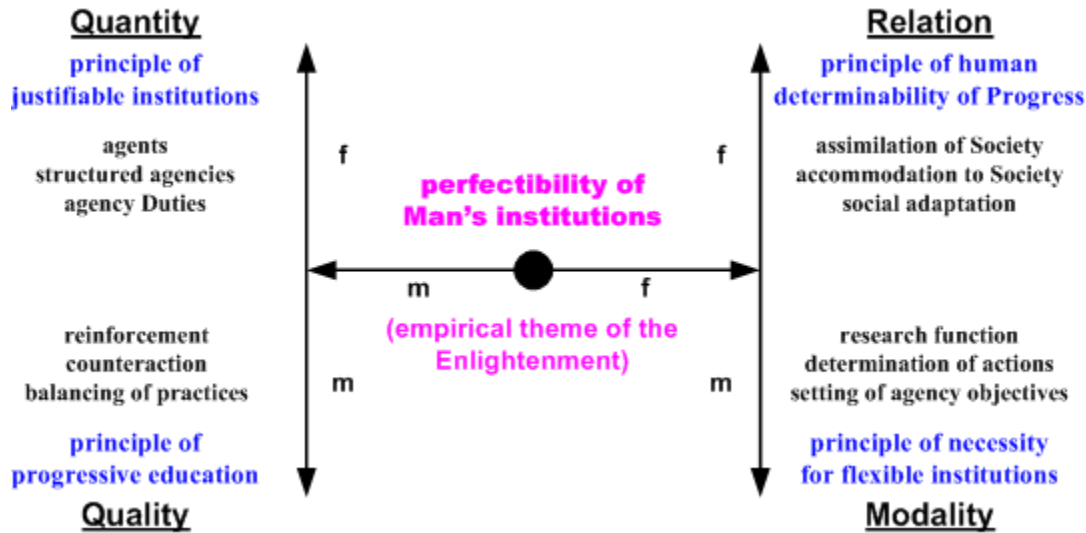 Quantity
principle of
justifiable institutions
agents
structured agencies
agency Duties
f
reinforcement
counteraction
balancing of practices
m
principle of
progressive education
Quality
perfectibility of
Man's institutions
m
f
(empirical theme of the
Enlightenment)
Relation
principle of human
determinability of Progress
f
assimilation of Society
accommodation to Society
social adaptation
research function
determination of actions
setting of agency objectives
m
principle of necessity
for flexible institutions
Modality